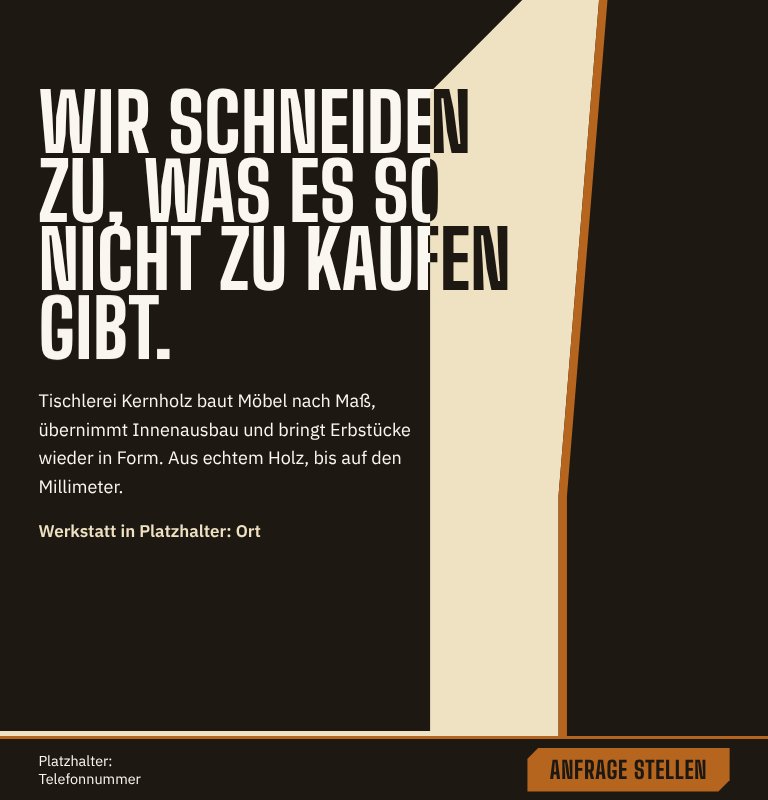 WIR SCHNEIDEN
ZU, WAS ES SO
NICHT ZU KAUFEN
GIBT.
Tischlerei Kernholz baut Möbel nach Maß,
übernimmt Innenausbau und bringt Erbstücke
wieder in Form. Aus echtem Holz, bis auf den
Millimeter.
Werkstatt in Platzhalter: Ort
Platzhalter:
Telefonnummer
ANFRAGE STELLEN